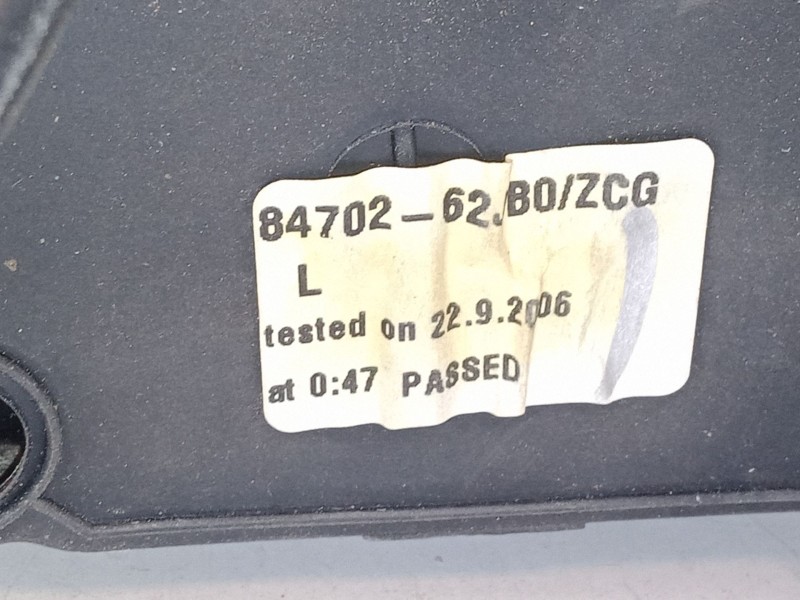 84702-62JB0/ZCG
L
tested on 22.9.2006
at 0:47 PASSED